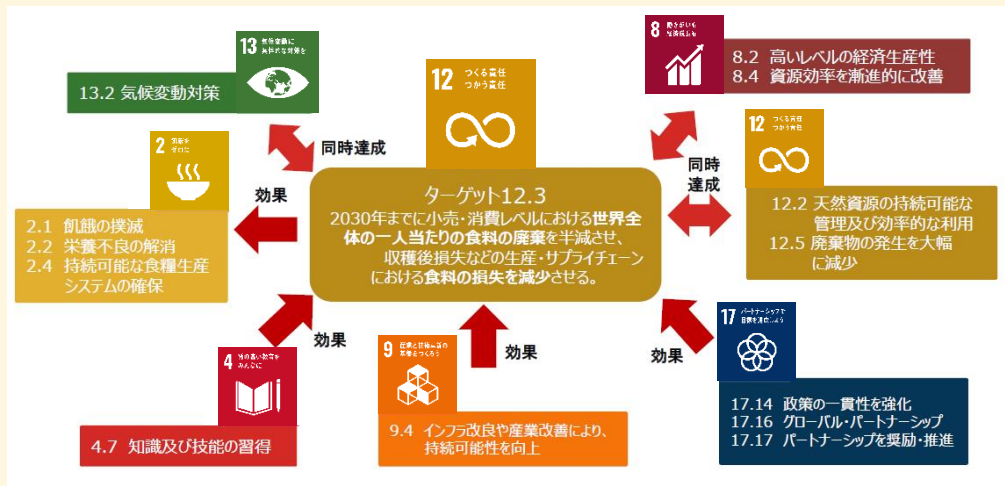 13 気候変動に
具体的な対策を
13.2 気候変動対策
12 つくる責任
つかう責任
8 働きがいも
経済成長も
8.2 高いレベルの経済生産性
8.4 資源効率を漸進的に改善
2 飢餓を
ゼロに
同時達成
効果
2.1 飢餓の撲滅
2.2 栄養不良の解消
2.4 持続可能な食糧生産
システムの確保
ターゲット12.3
2030年までに小売・消費レベルにおける世界全
体の一人当たりの食料の廃棄を半減させ、
収穫後損失などの生産・サプライチェーン
における食料の損失を減少させる。
同時
達成
12 つくる責任
つかう責任
12.2 天然資源の持続可能な
管理及び効率的な利用
12.5 廃棄物の発生を大幅
に減少
効果
4 質の高い教育を
みんなに
4.7 知識及び技能の習得
効果
9 産業と技術革新の
基盤をつくろう
9.4 インフラ改良や産業改善により、
持続可能性を向上
効果
17 パートナーシップで
目標を達成しよう
17.14 政策の一貫性を強化
17.16 グローバル・パートナーシップ
17.17 パートナーシップを奨励・推進